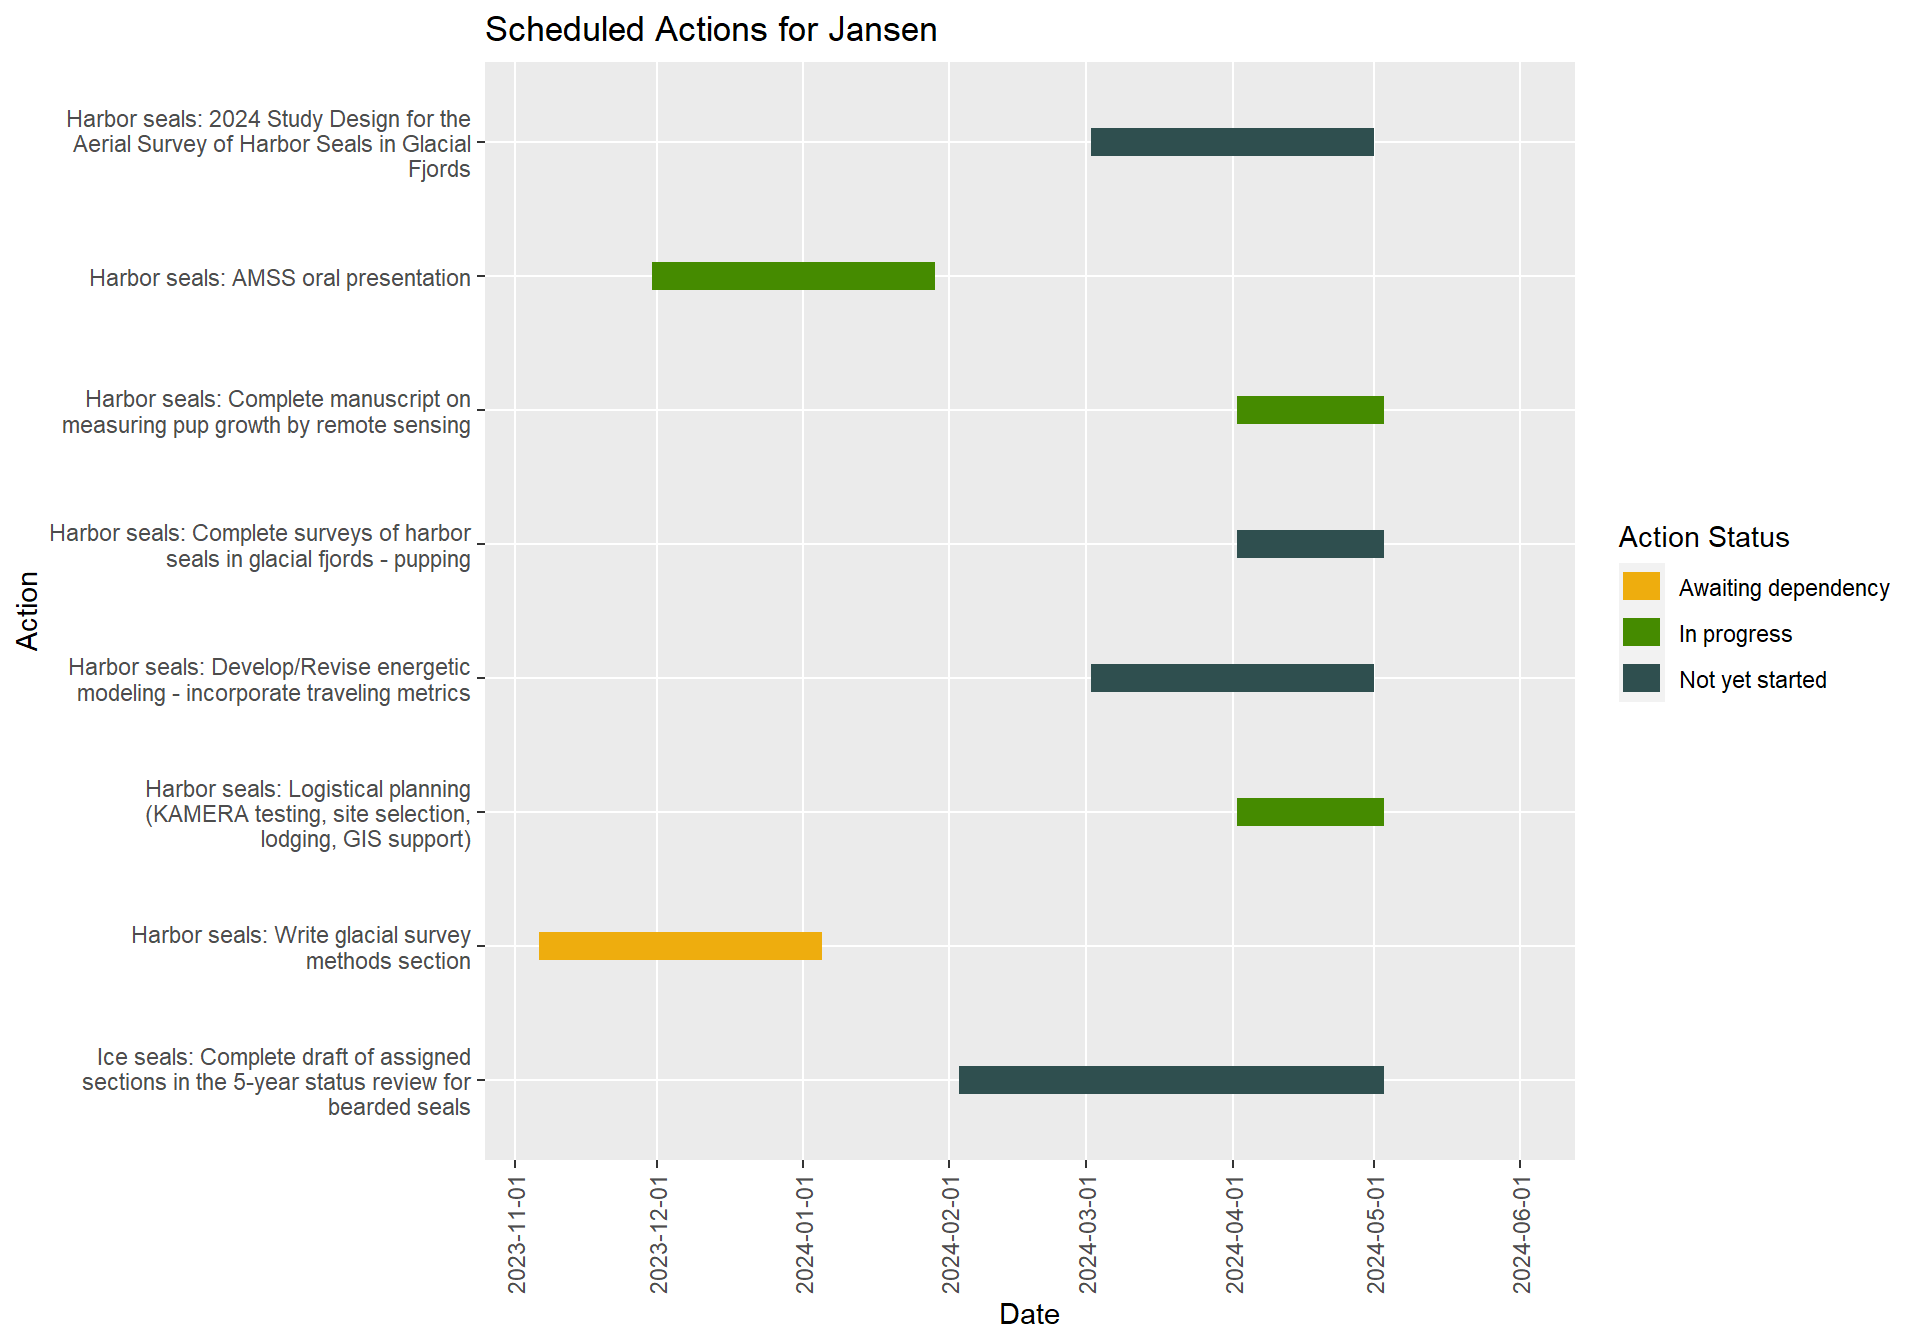 Scheduled Actions for Jansen
Harbor seals: 2024 Study Design for the
Aerial Survey of Harbor Seals in Glacial
Fjords
Harbor seals: AMSS oral presentation
Harbor seals: Complete manuscript on
measuring pup growth by remote sensing
Harbor seals: Complete surveys of harbor
seals in glacial fjords - pupping
Harbor seals: Develop/Revise energetic
modeling - incorporate traveling metrics
Harbor seals: Logistical planning
(KAMERA testing, site selection,
lodging, GIS support)
Harbor seals: Write glacial survey
methods section
Ice seals: Complete draft of assigned
sections in the 5-year status review for
bearded seals
Action
2023-11-01
2023-12-01
2024-01-01
2024-02-01
2024-03-01
2024-04-01
2024-05-01
2024-06-01
Date
Action Status
Awaiting dependency
In progress
Not yet started